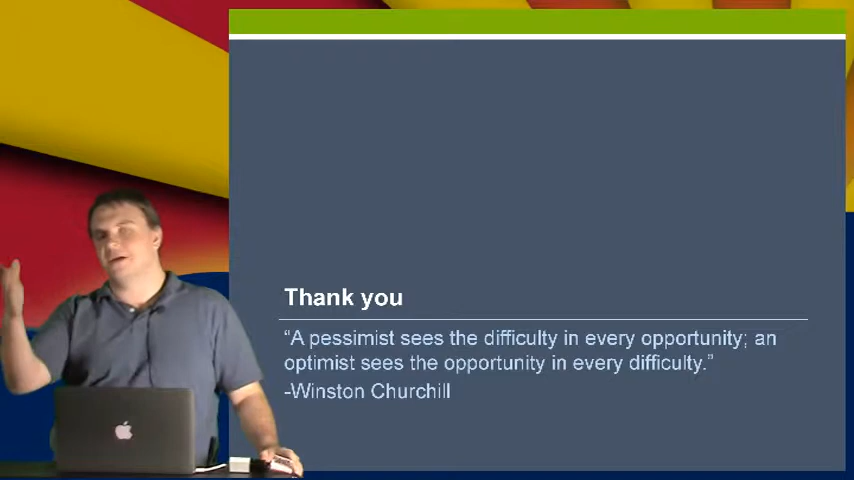 Thank you
“A pessimist sees the difficulty in every opportunity; an
optimist sees the opportunity in every difficulty.”
-Winston Churchill